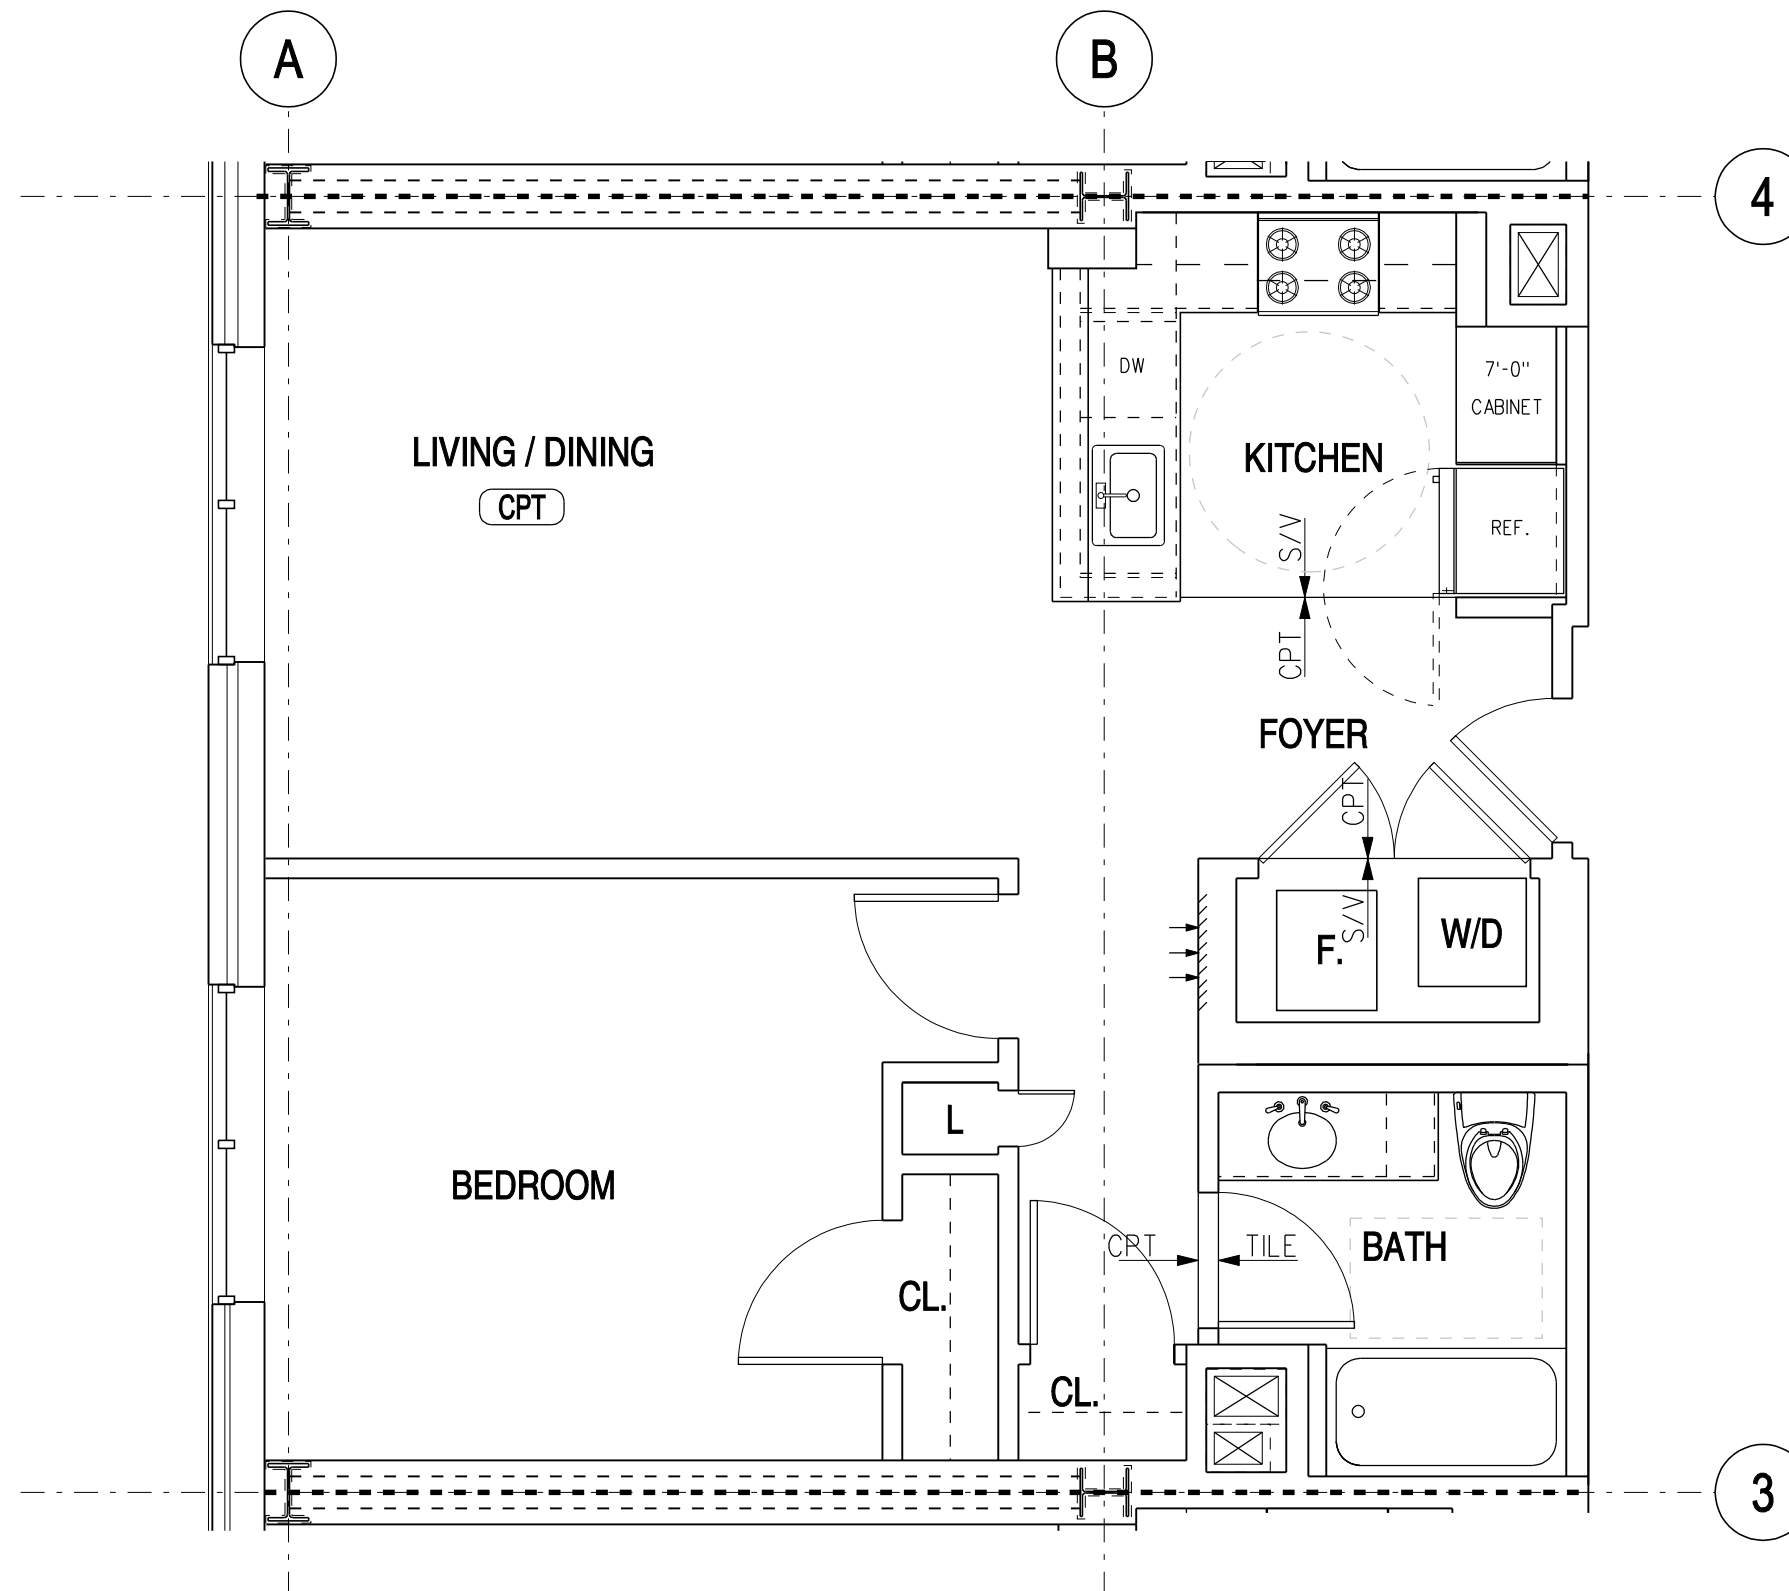 A
B
4
7'-0"
DW
CABINET
LIVING / DINING
KITCHEN
CPT
S/V
REF.
CPT
FOYER
CPT
S/V
F.
W/D
L
BEDROOM
CPT
TILE
BATH
CL.
CL.
3